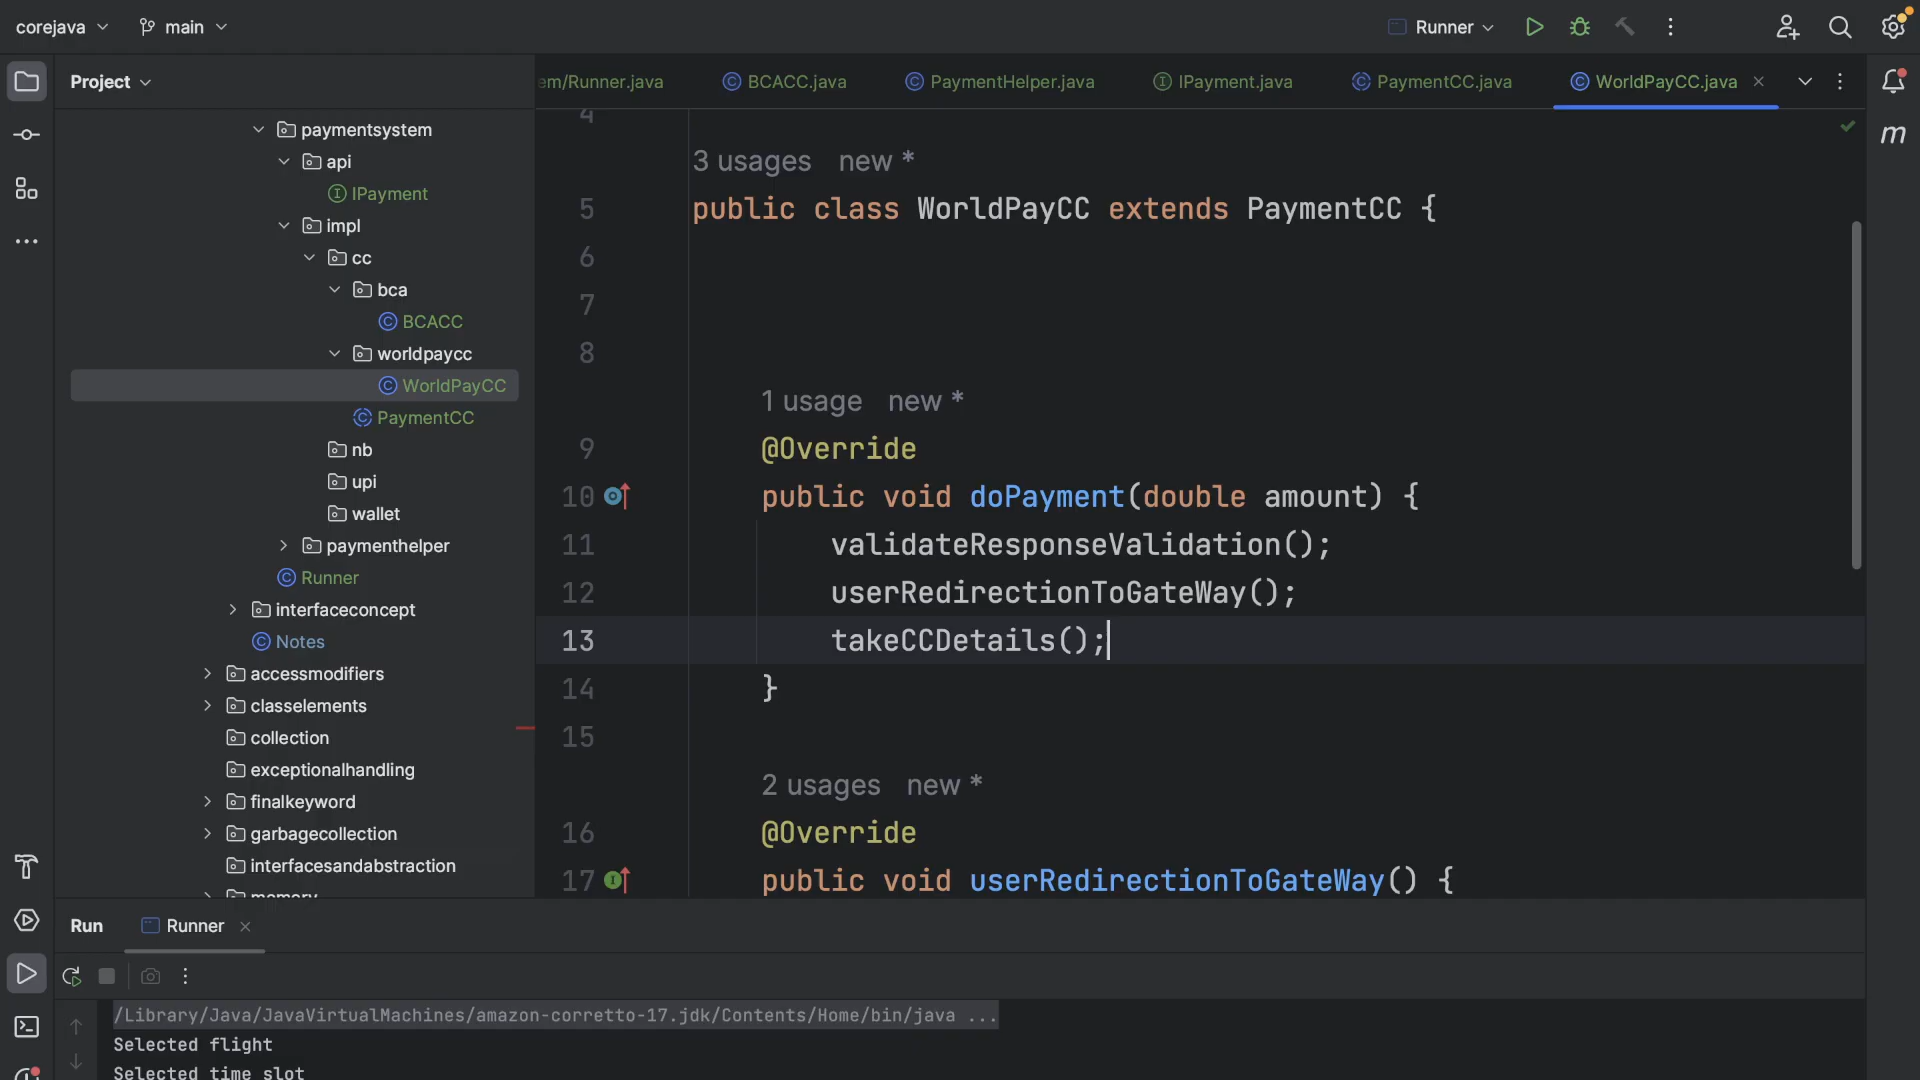 corejava
main
Runner
Project
em/Runner.java
BCACC.java
PaymentHelper.java
IPayment.java
PaymentCC.java
WorldPayCC.java
paymentsystem
api
IPayment
impl
cc
bca
BCACC
worldpaycc
WorldPayCC
PaymentCC
nb
upi
wallet
paymenthelper
Runner
interfaceconcept
Notes
accessmodifiers
classelements
collection
exceptionalhandling
finalkeyword
garbagecollection
interfacesandabstraction
memory
4
3 usages new *
5 public class WorldPayCC extends PaymentCC {
6
7
8
1 usage new *
9 @Override
10 public void doPayment(double amount) {
11 validateResponseValidation();
12 userRedirectionToGateWay();
13 takeCCDetails();
14 }
15
2 usages new *
16 @Override
17 public void userRedirectionToGateWay() {
m
Run
Runner
/Library/Java/JavaVirtualMachines/amazon-corretto-17.jdk/Contents/Home/bin/java ...
Selected flight
Selected time slot